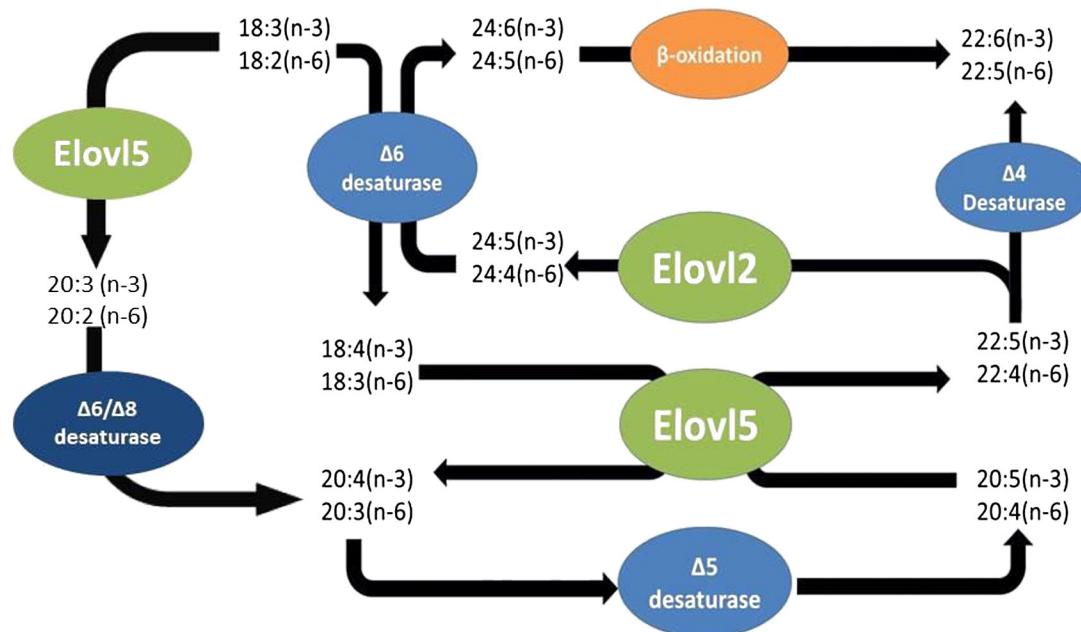 18:3(n-3)
18:2(n-6)
24:6(n-3)
24:5(n-6)
β-oxidation
22:6(n-3)
22:5(n-6)
Elovl5
Δ6
desaturase
Δ4
Desaturase
24:5(n-3)
24:4(n-6)
Elovl2
20:3 (n-3)
20:2 (n-6)
18:4(n-3)
18:3(n-6)
22:5(n-3)
22:4(n-6)
Δ6/Δ8
desaturase
Elovl5
20:4(n-3)
20:3(n-6)
20:5(n-3)
20:4(n-6)
Δ5
desaturase